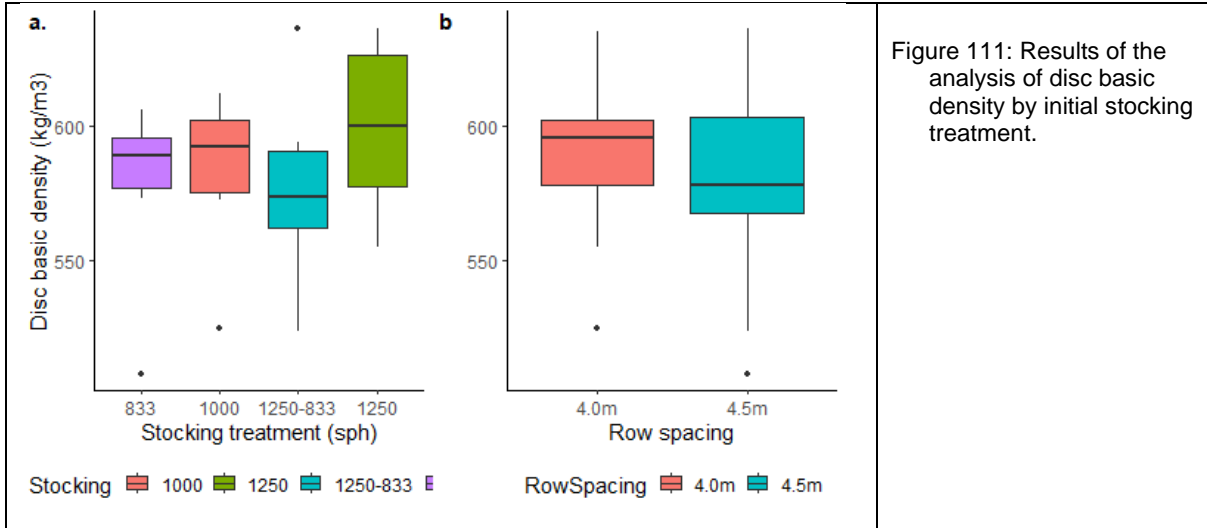 a.
Disc basic density (kg/m3)
600
550
833 1000 1250-833 1250
Stocking treatment (sph)
Stocking 1000 1250 1250-833
b
600
550
4.0m 4.5m
Row spacing
RowSpacing 4.0m 4.5m
Figure 111: Results of the
analysis of disc basic
density by initial stocking
treatment.